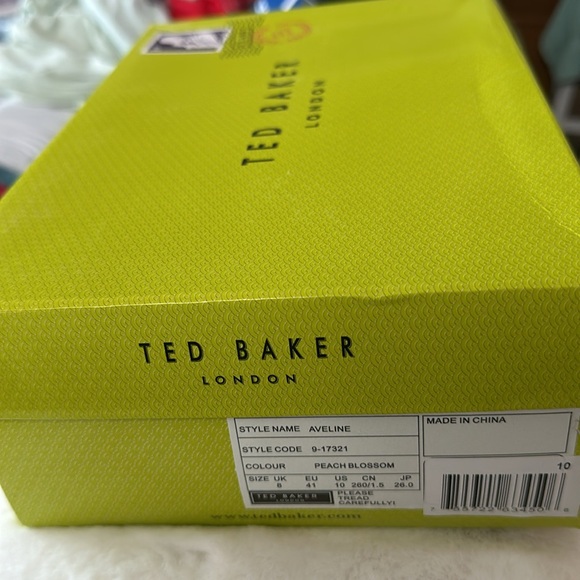 TED BAKER
LONDON
TED BAKER
LONDON
STYLE NAME AVELINE
STYLE CODE 9-17321
COLOUR PEACH BLOSSOM
SIZE UK EU US CN JP
8 41 10 260/1.5 26.0
TED BAKER
PLEASE
TREAD
CAREFULLY!
MADE IN CHINA
10
www.tedbaker.com